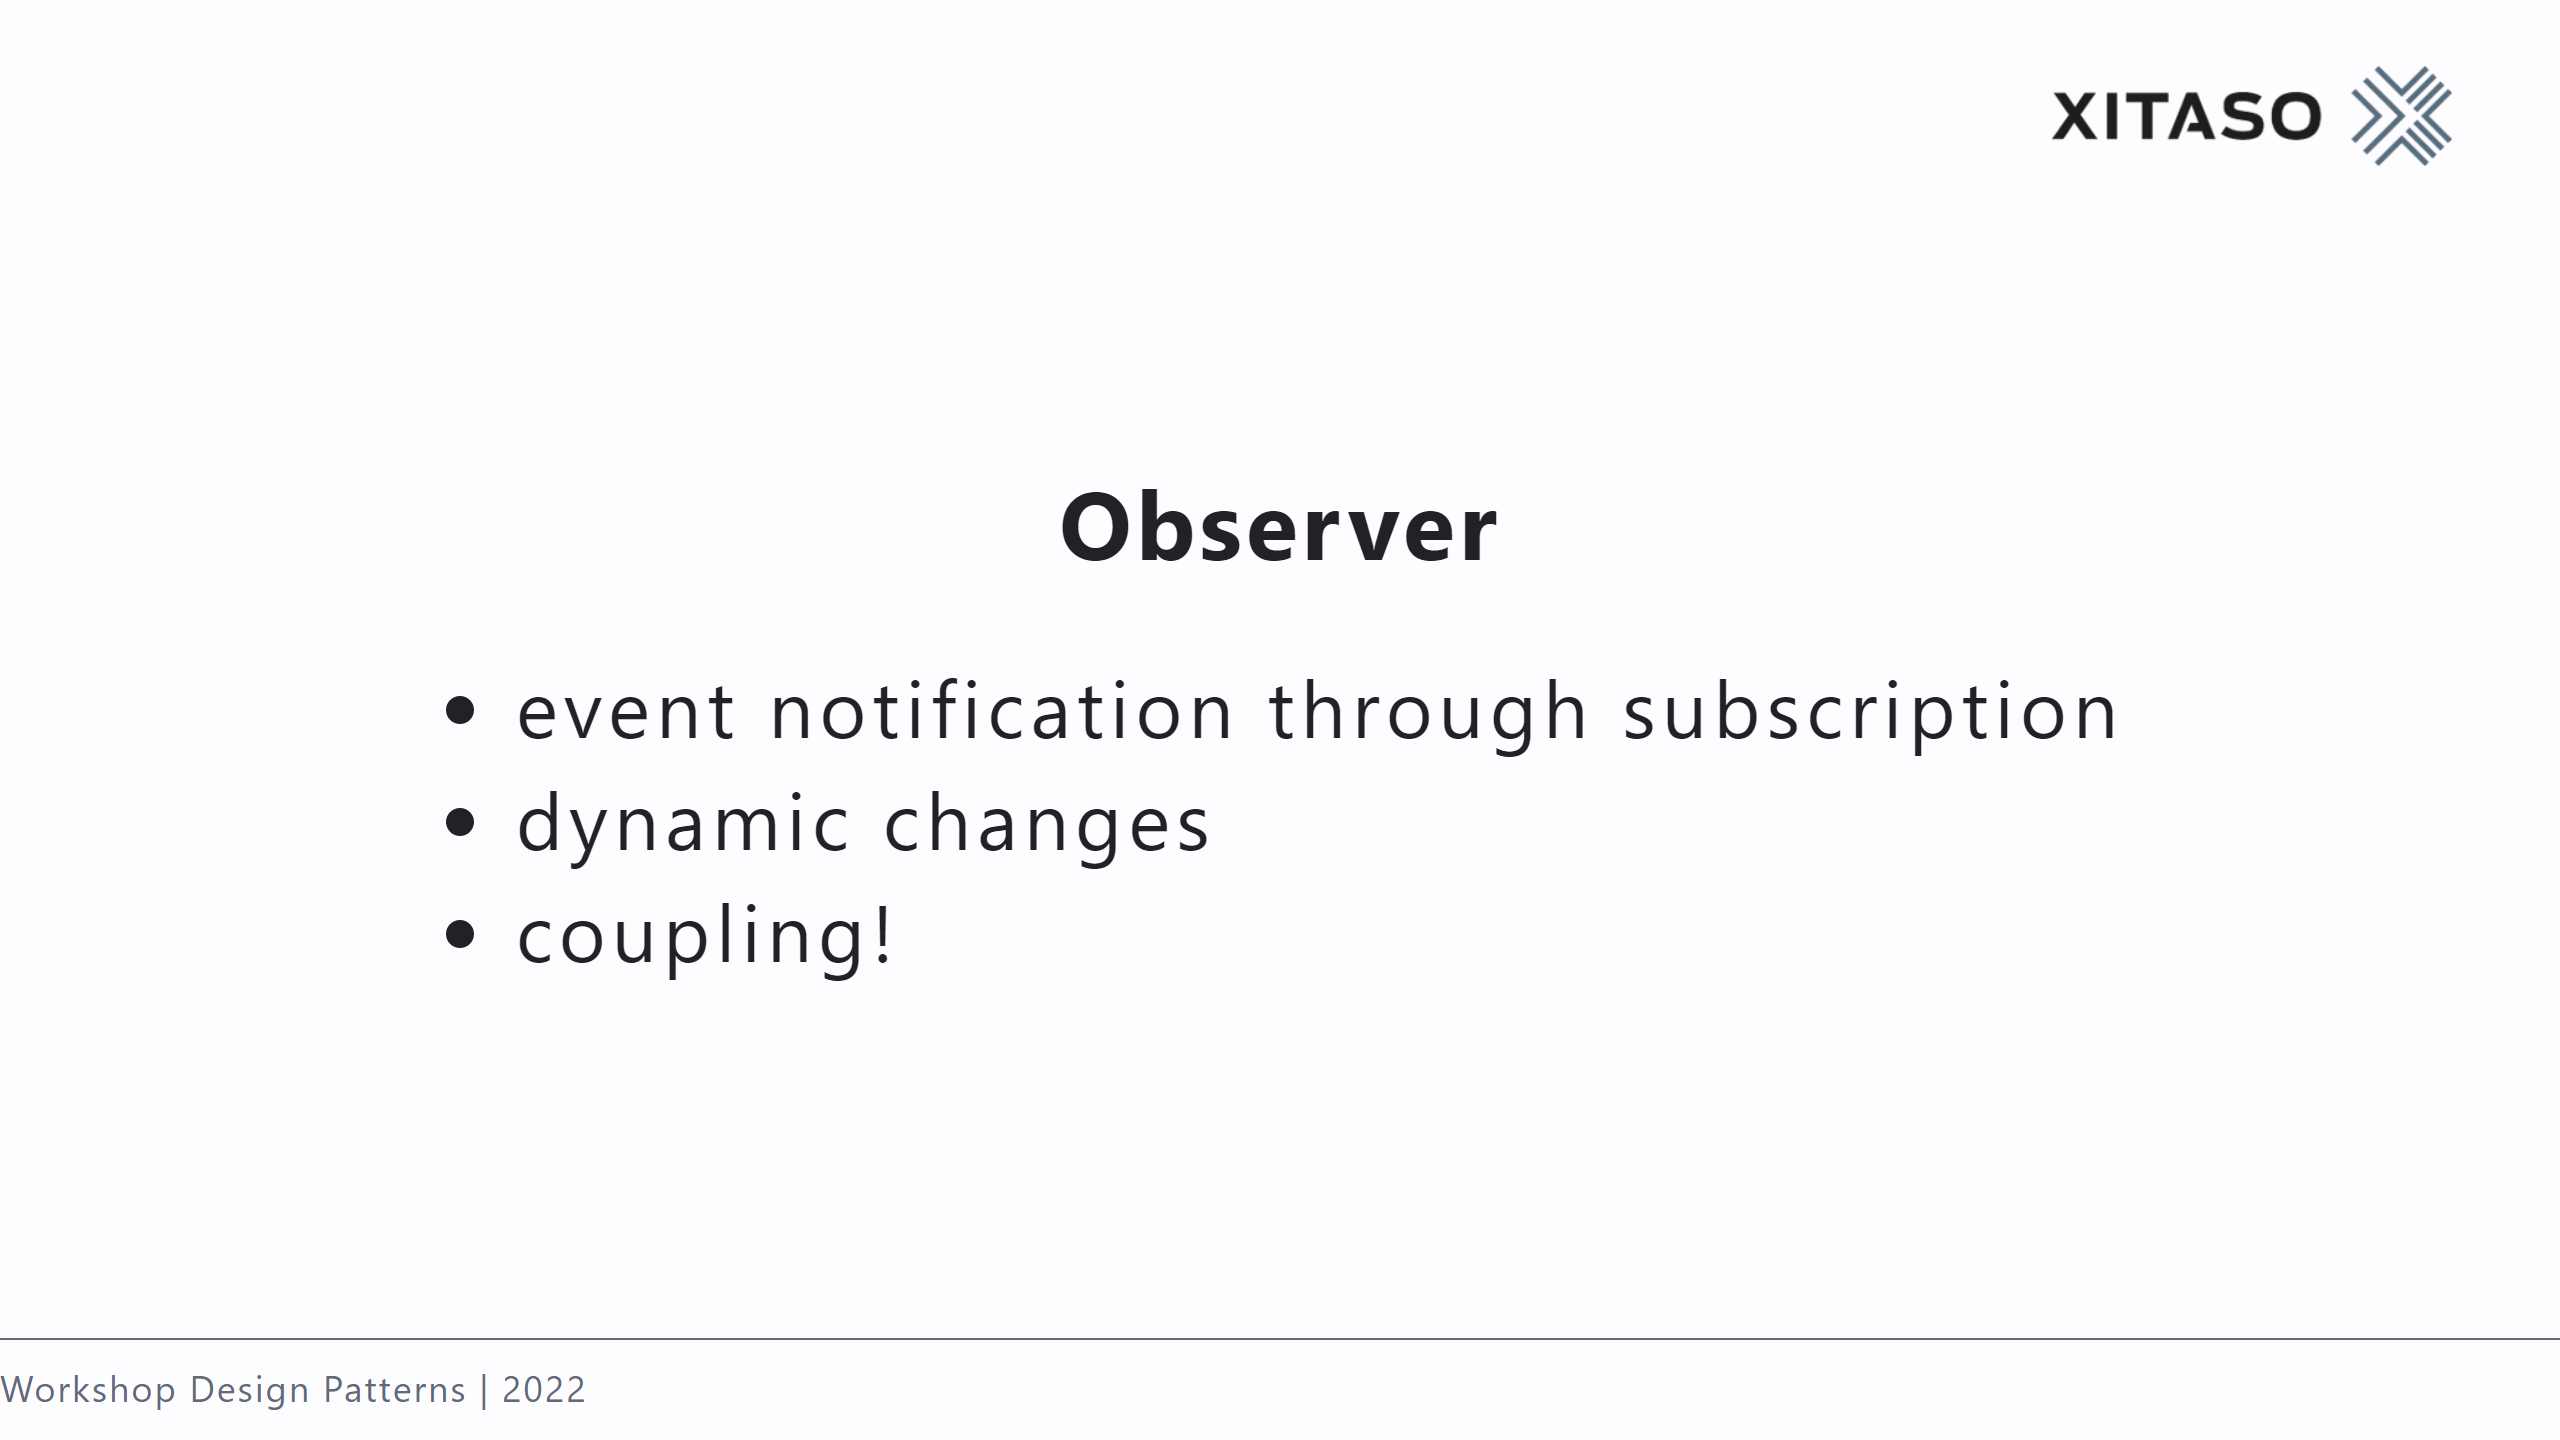 XITASO
Observer
• event notification through subscription
• dynamic changes
• coupling!
Workshop Design Patterns | 2022